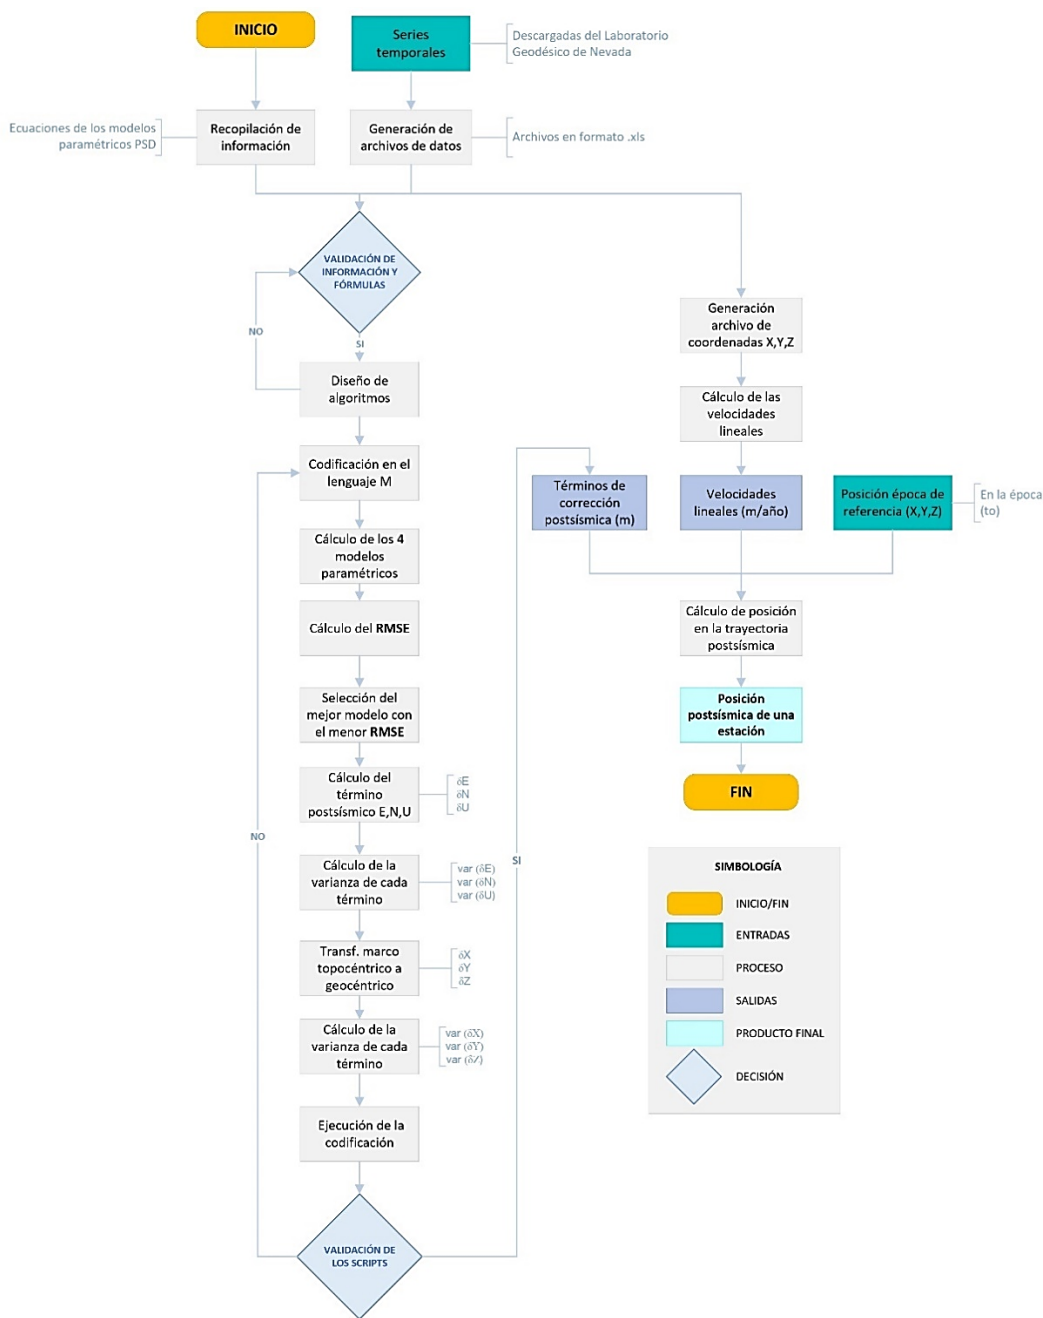 INICIO
Series
temporales
Descargadas del Laboratorio
Geodésico de Nevada
Ecuaciones de los modelos
paramétricos PSD
Recopilación de
información
Generación de
archivos de datos
Archivos en formato .xls
VALIDACIÓN DE
INFORMACIÓN Y
FÓRMULAS
NO
SI
Diseño de
algoritmos
Codificación en el
lenguaje M
Cálculo de los 4
modelos
paramétricos
Cálculo del RMSE
Selección del
mejor modelo con
el menor RMSE
Cálculo del
término
postsísmico E,N,U
δE
δN
δU
NO
Cálculo de la
varianza de cada
término
var (δE)
var (δN)
var (δU)
Transf. marco
topocéntrico a
geocéntrico
δX
δY
δZ
Cálculo de la
varianza de cada
término
var (δX)
var (δY)
var (δZ)
Ejecución de la
codificación
VALIDACIÓN DE
LOS SCRIPTS
SI
Generación
archivo de
coordenadas X,Y,Z
Cálculo de las
velocidades
lineales
Términos de
corrección
postsísmica (m)
Velocidades
lineales (m/año)
Posición época de
referencia (X,Y,Z)
En la época
(to)
Cálculo de posición
en la trayectoria
postsísmica
Posición
postsísmica de una
estación
FIN
SIMBOLOGÍA
INICIO/FIN
ENTRADAS
PROCESO
SALIDAS
PRODUCTO FINAL
DECISIÓN